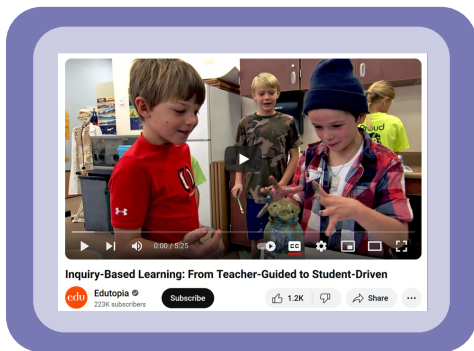 0:00 / 5:25
CC
Inquiry-Based Learning: From Teacher-Guided to Student-Driven
edu
Edutopia
223K subscribers
Subscribe
1.2K
Share